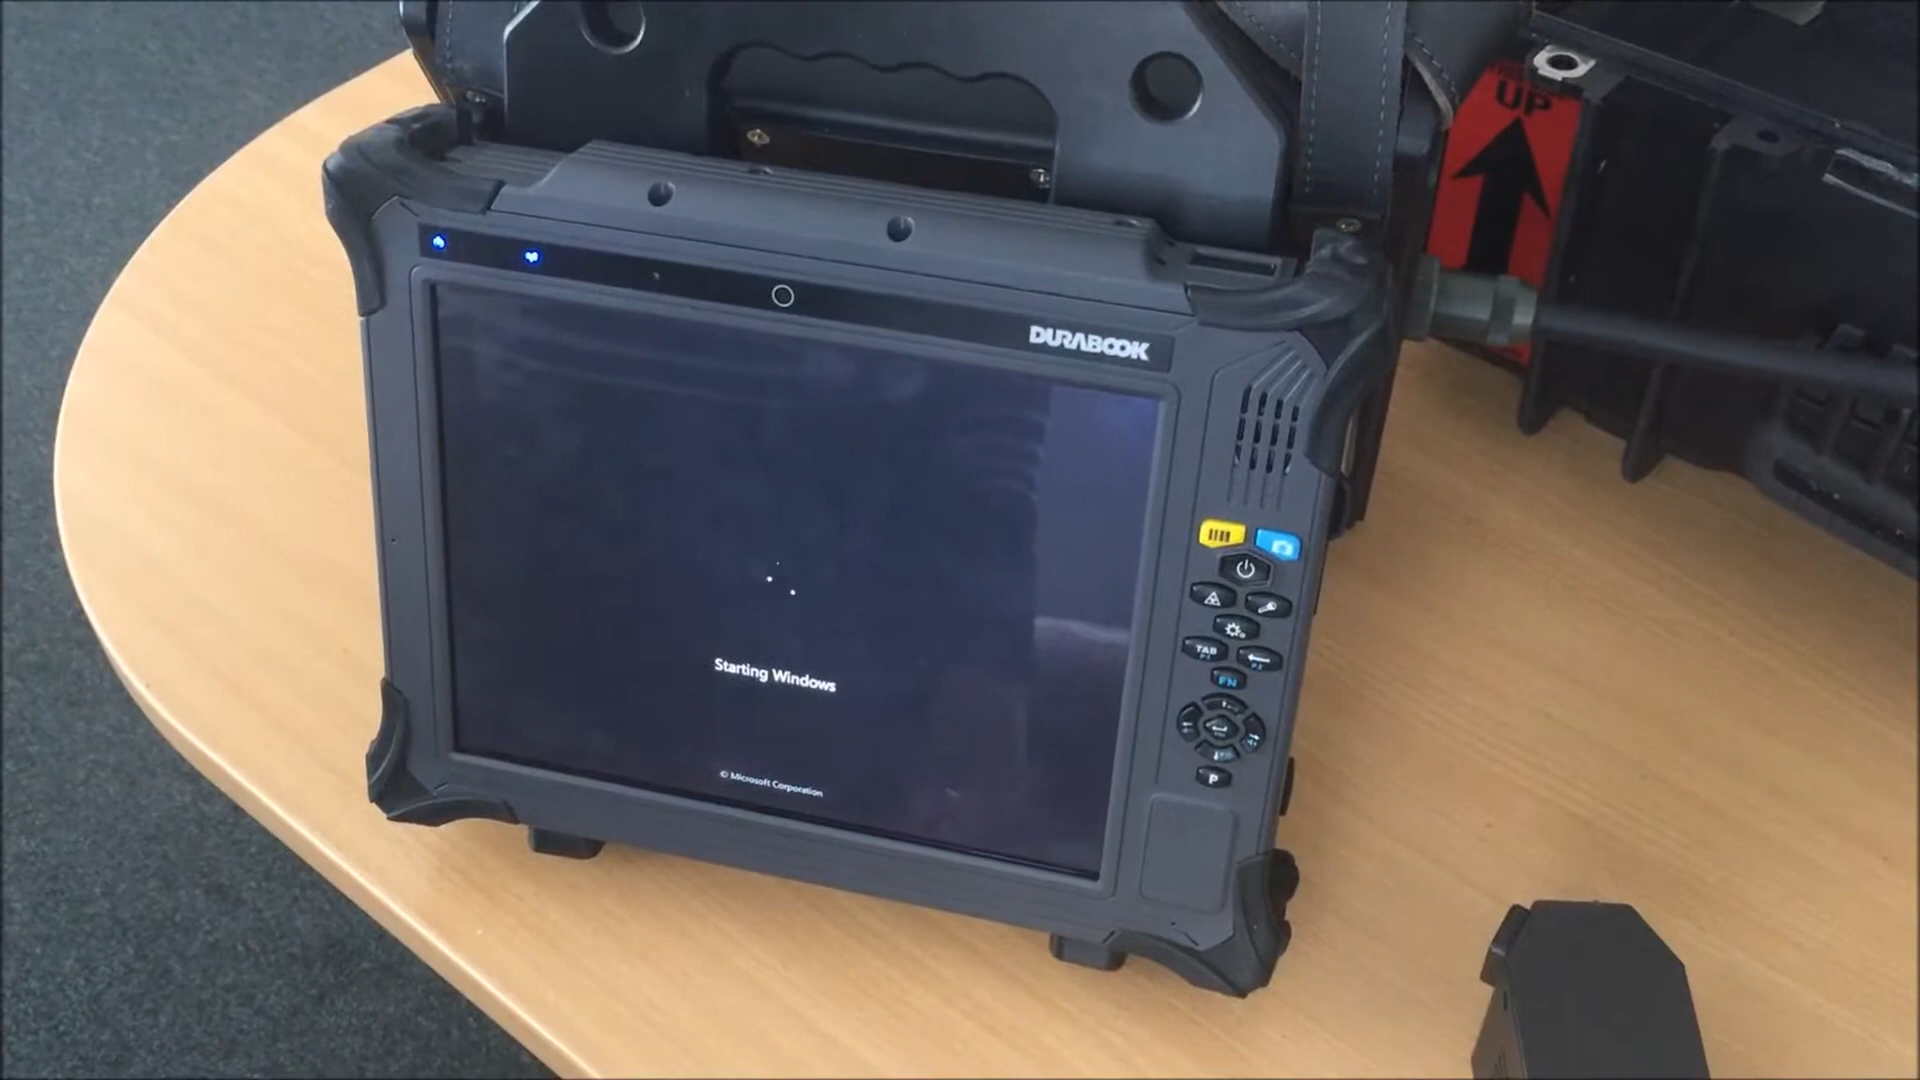 UP
DURABOOK
Starting Windows
© Microsoft Corporation
TAB
FN
P